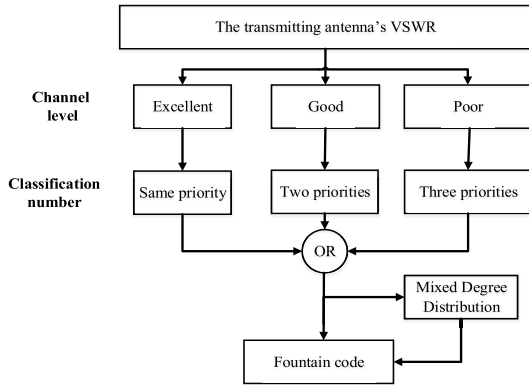 The transmitting antenna's VSWR
Channel
level
Excellent
Good
Poor
Classification
number
Same priority
Two priorities
Three priorities
OR
Mixed Degree
Distribution
Fountain code